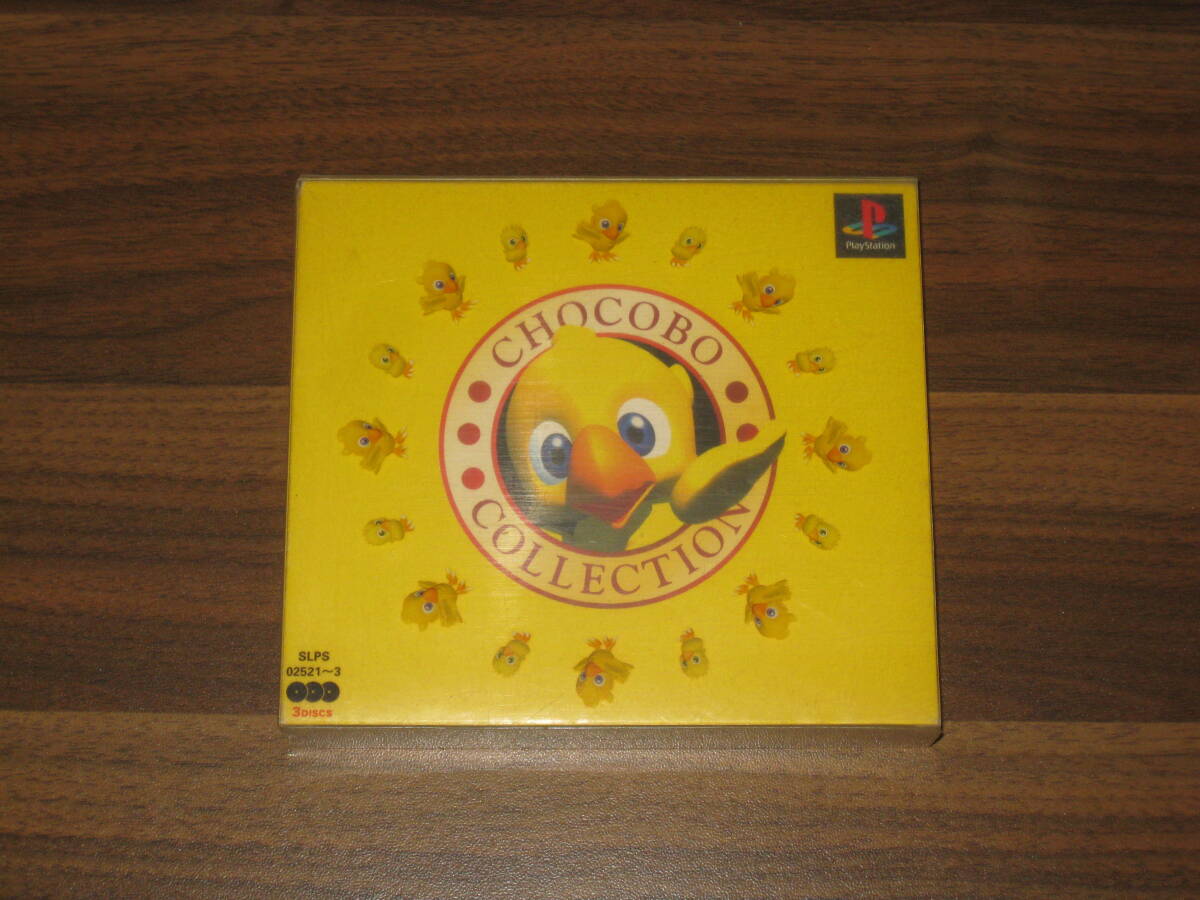 PlayStation
CHOCOBO
COLLECTION
SLPS
02521〜3
3DISCS